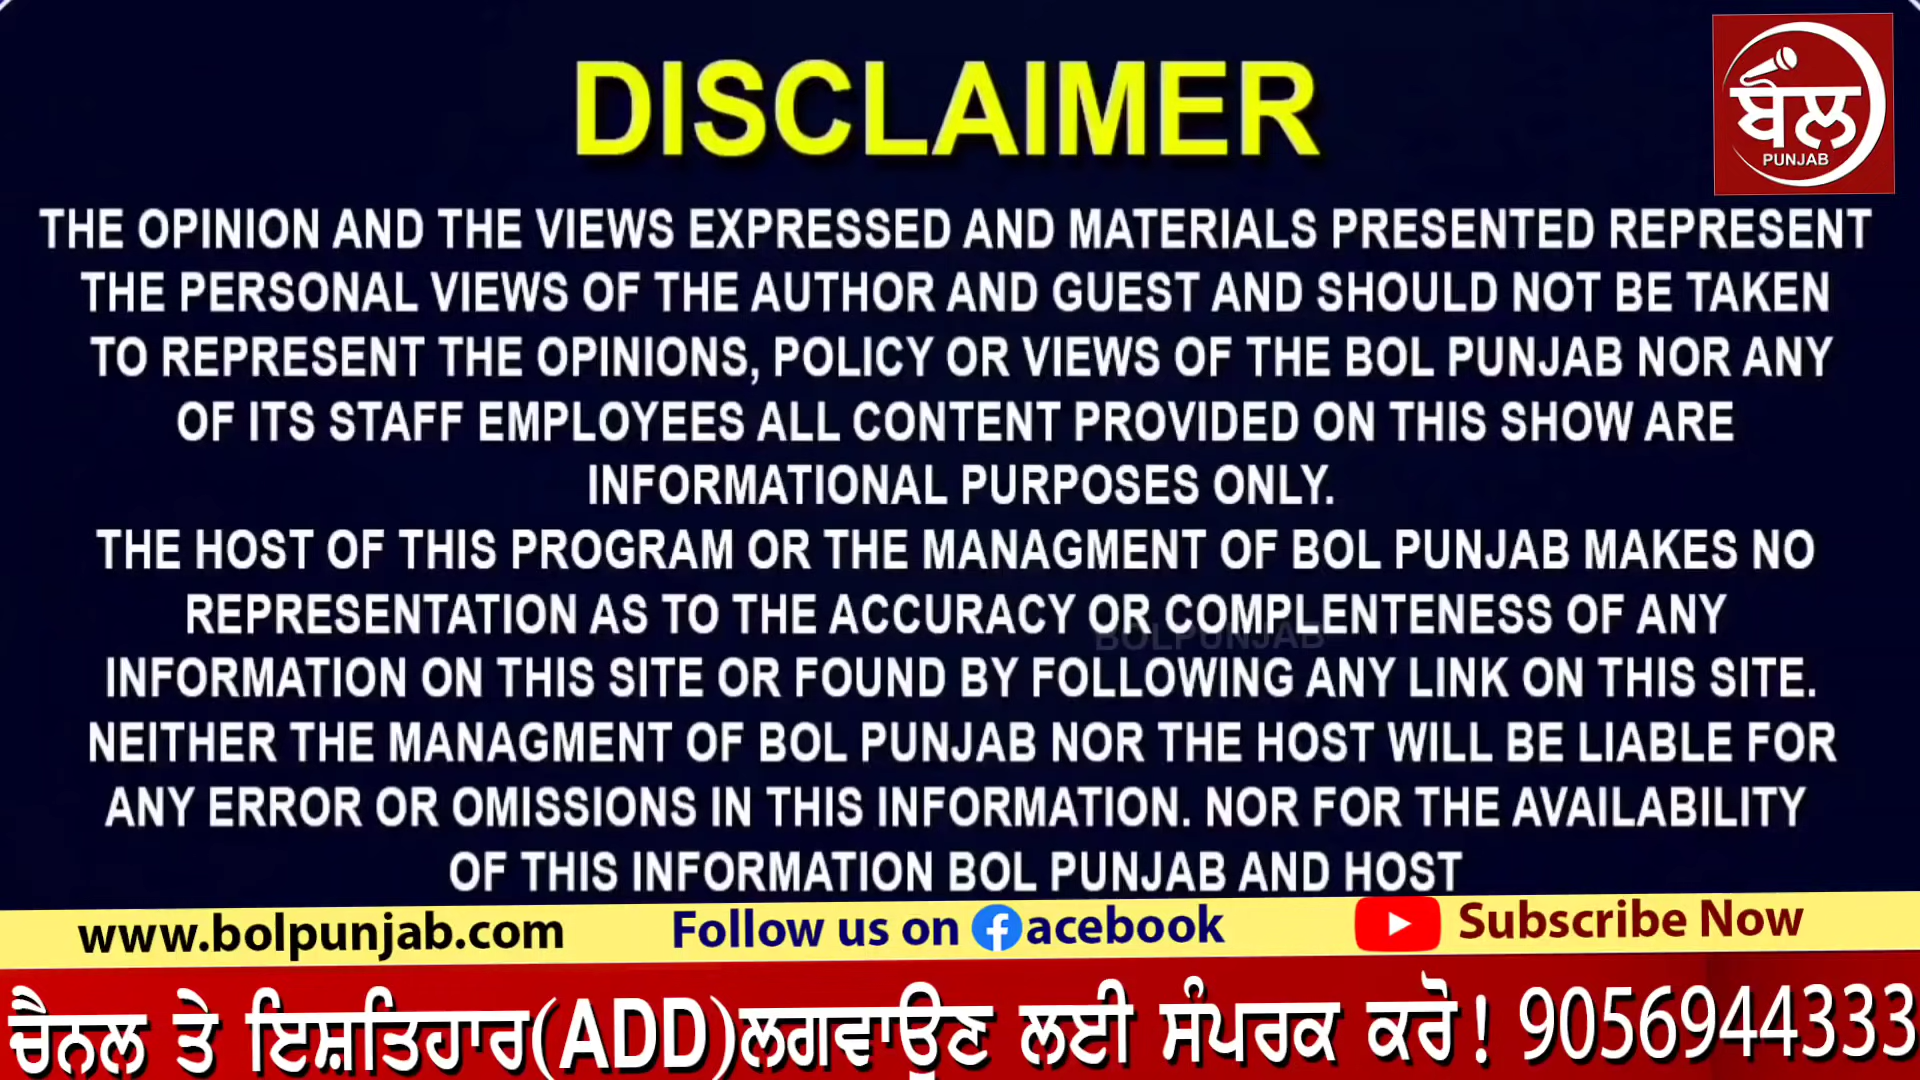 DISCLAIMER
ਬੋਲ
PUNJAB
THE OPINION AND THE VIEWS EXPRESSED AND MATERIALS PRESENTED REPRESENT
THE PERSONAL VIEWS OF THE AUTHOR AND GUEST AND SHOULD NOT BE TAKEN
TO REPRESENT THE OPINIONS, POLICY OR VIEWS OF THE BOL PUNJAB NOR ANY
OF ITS STAFF EMPLOYEES ALL CONTENT PROVIDED ON THIS SHOW ARE
INFORMATIONAL PURPOSES ONLY.
THE HOST OF THIS PROGRAM OR THE MANAGMENT OF BOL PUNJAB MAKES NO
REPRESENTATION AS TO THE ACCURACY OR COMPLENTENESS OF ANY
BOLPUNJAB
INFORMATION ON THIS SITE OR FOUND BY FOLLOWING ANY LINK ON THIS SITE.
NEITHER THE MANAGMENT OF BOL PUNJAB NOR THE HOST WILL BE LIABLE FOR
ANY ERROR OR OMISSIONS IN THIS INFORMATION. NOR FOR THE AVAILABILITY
OF THIS INFORMATION BOL PUNJAB AND HOST
www.bolpunjab.com Follow us on facebook Subscribe Now
ਚੈਨਲ ਤੇ ਇਸ਼ਤਿਹਾਰ(ADD)ਲਗਵਾਉਣ ਲਈ ਸੰਪਰਕ ਕਰੋ! 9056944333